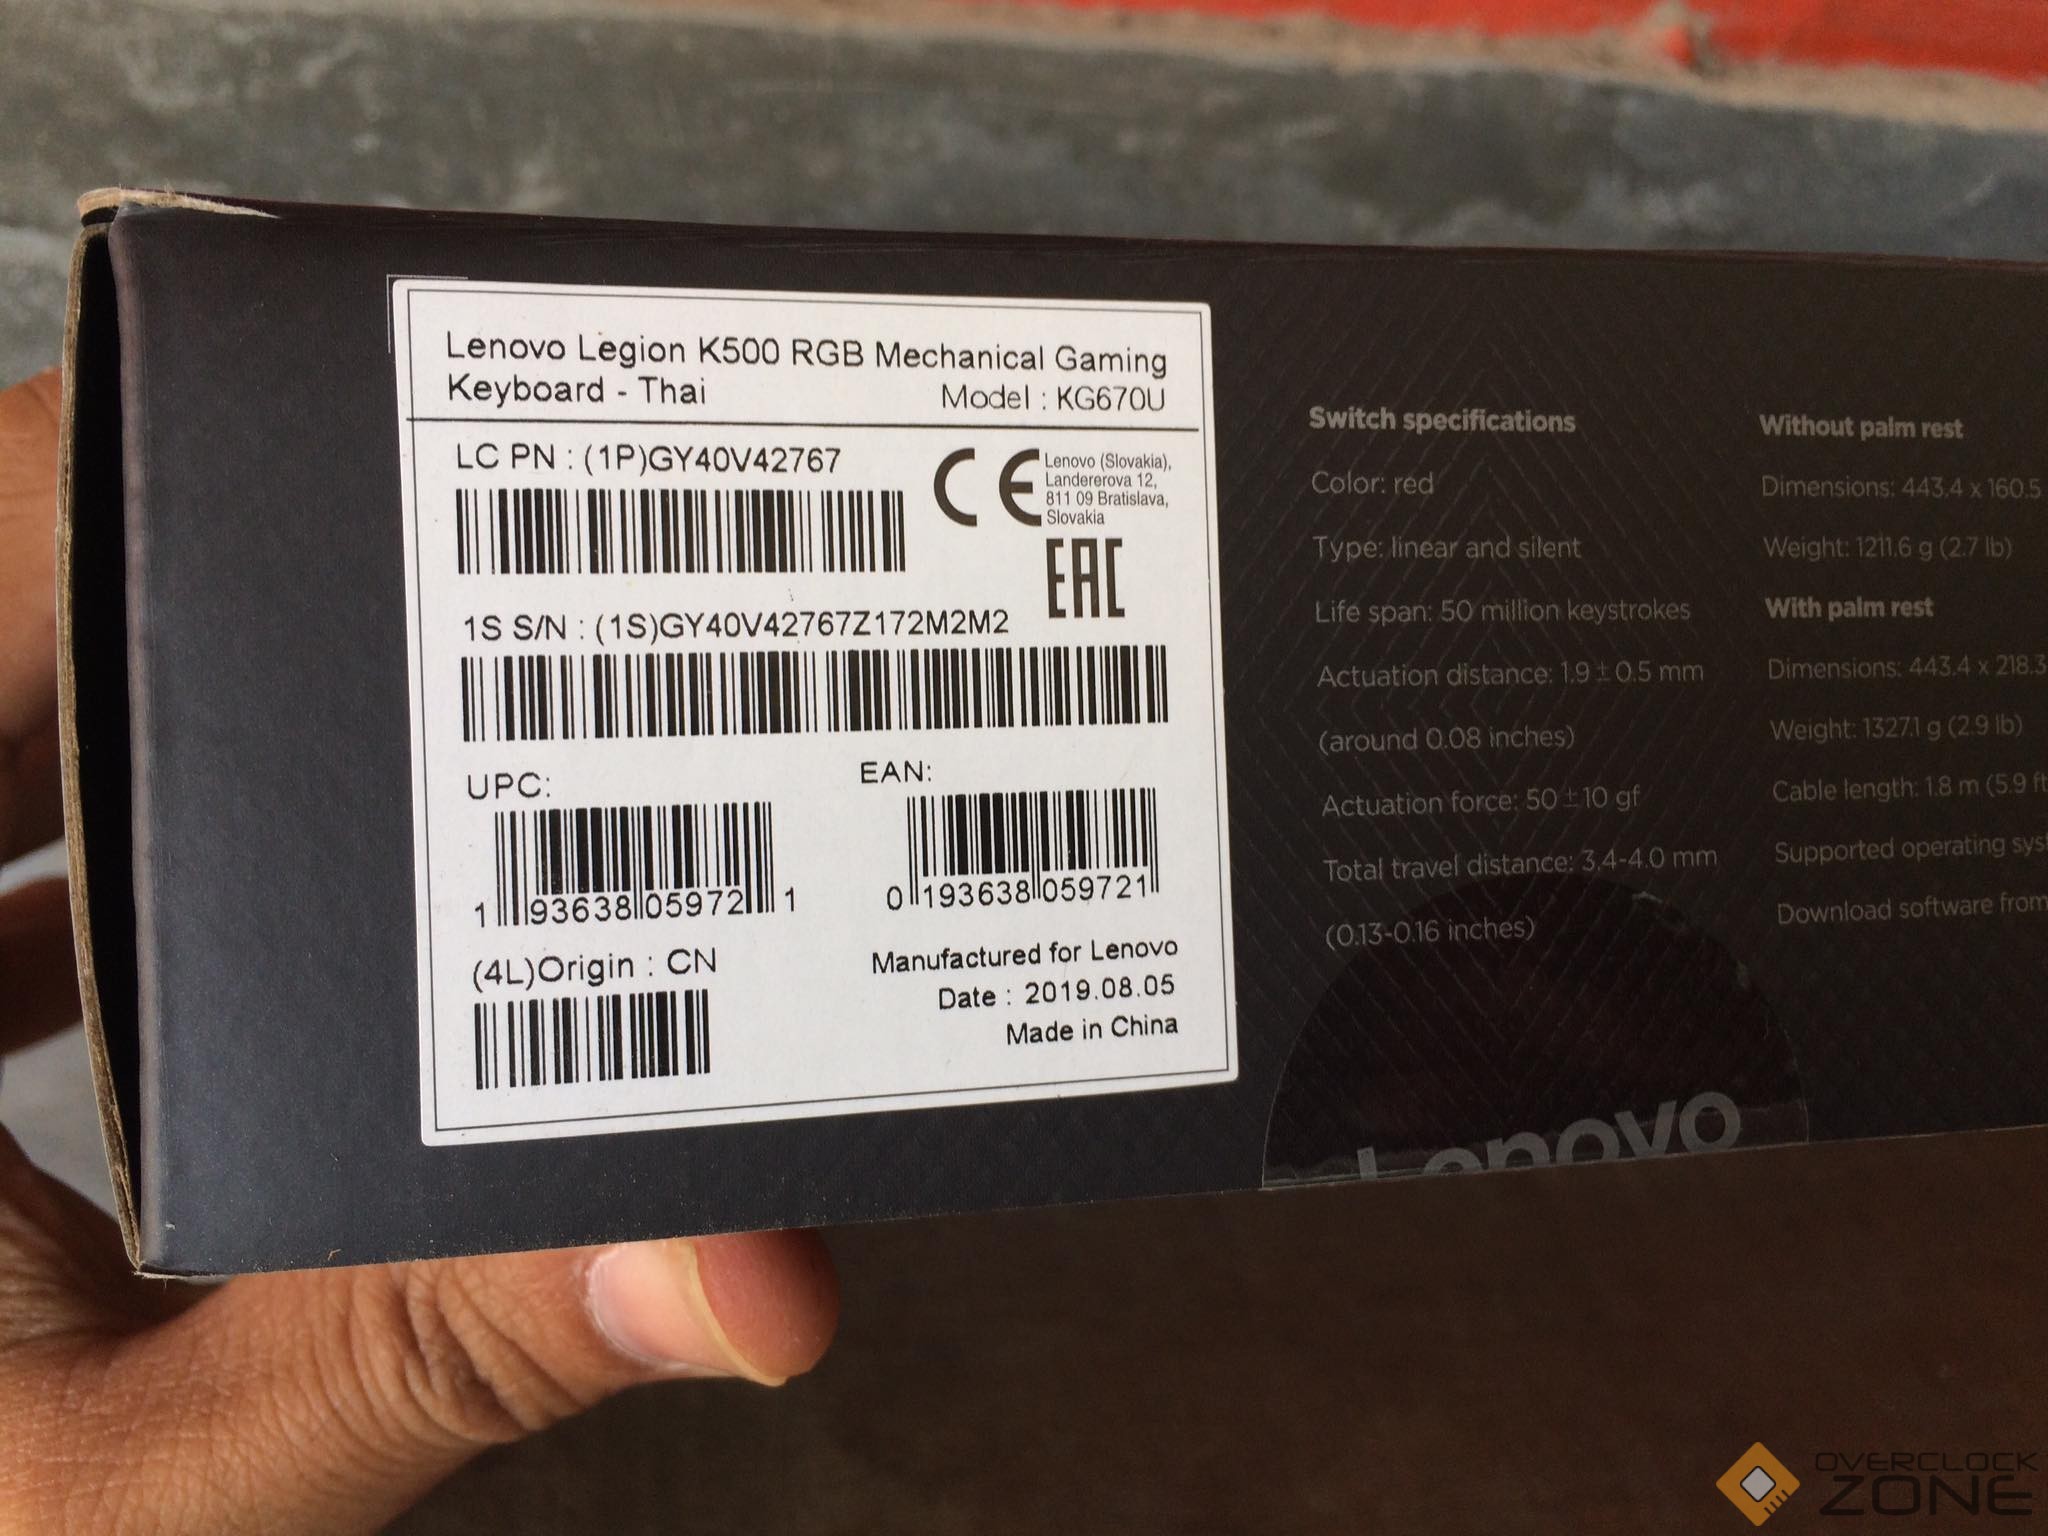 Lenovo Legion K500 RGB Mechanical Gaming
Keyboard - Thai
Model : KG670U
LC PN : (1P)GY40V42767
Lenovo (Slovakia),
Landererova 12,
811 09 Bratislava,
Slovakia
CE
EAC
1S S/N : (1S)GY40V42767Z172M2M2
UPC:
1 93638 05972 1
EAN:
0 193638 059721
(4L)Origin : CN
Manufactured for Lenovo
Date : 2019.08.05
Made in China
Switch specifications
Color: red
Type: linear and silent
Life span: 50 million keystrokes
Actuation distance: 1.9 ± 0.5 mm
(around 0.08 inches)
Actuation force: 50 ± 10 gf
Total travel distance: 3.4-4.0 mm
(0.13-0.16 inches)
Without palm rest
Dimensions: 443.4 x 160.5
Weight: 1211.6 g (2.7 lb)
With palm rest
Dimensions: 443.4 x 218.3
Weight: 1327.1 g (2.9 lb)
Cable length: 1.8 m (5.9 ft
Supported operating
Download software from
Lenovo
OVERCLOCK
ZONE